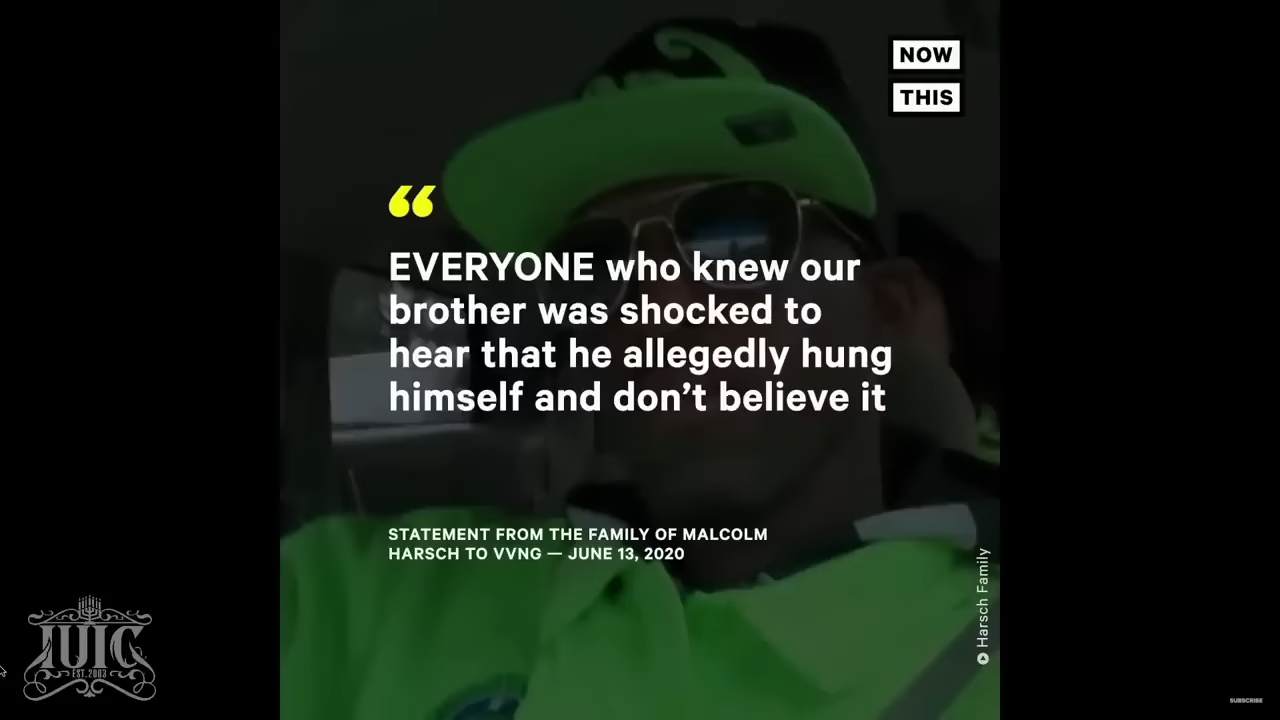 NOW
THIS
“
EVERYONE who knew our
brother was shocked to
hear that he allegedly hung
himself and don’t believe it
STATEMENT FROM THE FAMILY OF MALCOLM
HARSCH TO VVNG — JUNE 13, 2020
Harsch Family
IUIC
EST. 2003
SUBSCRIBE